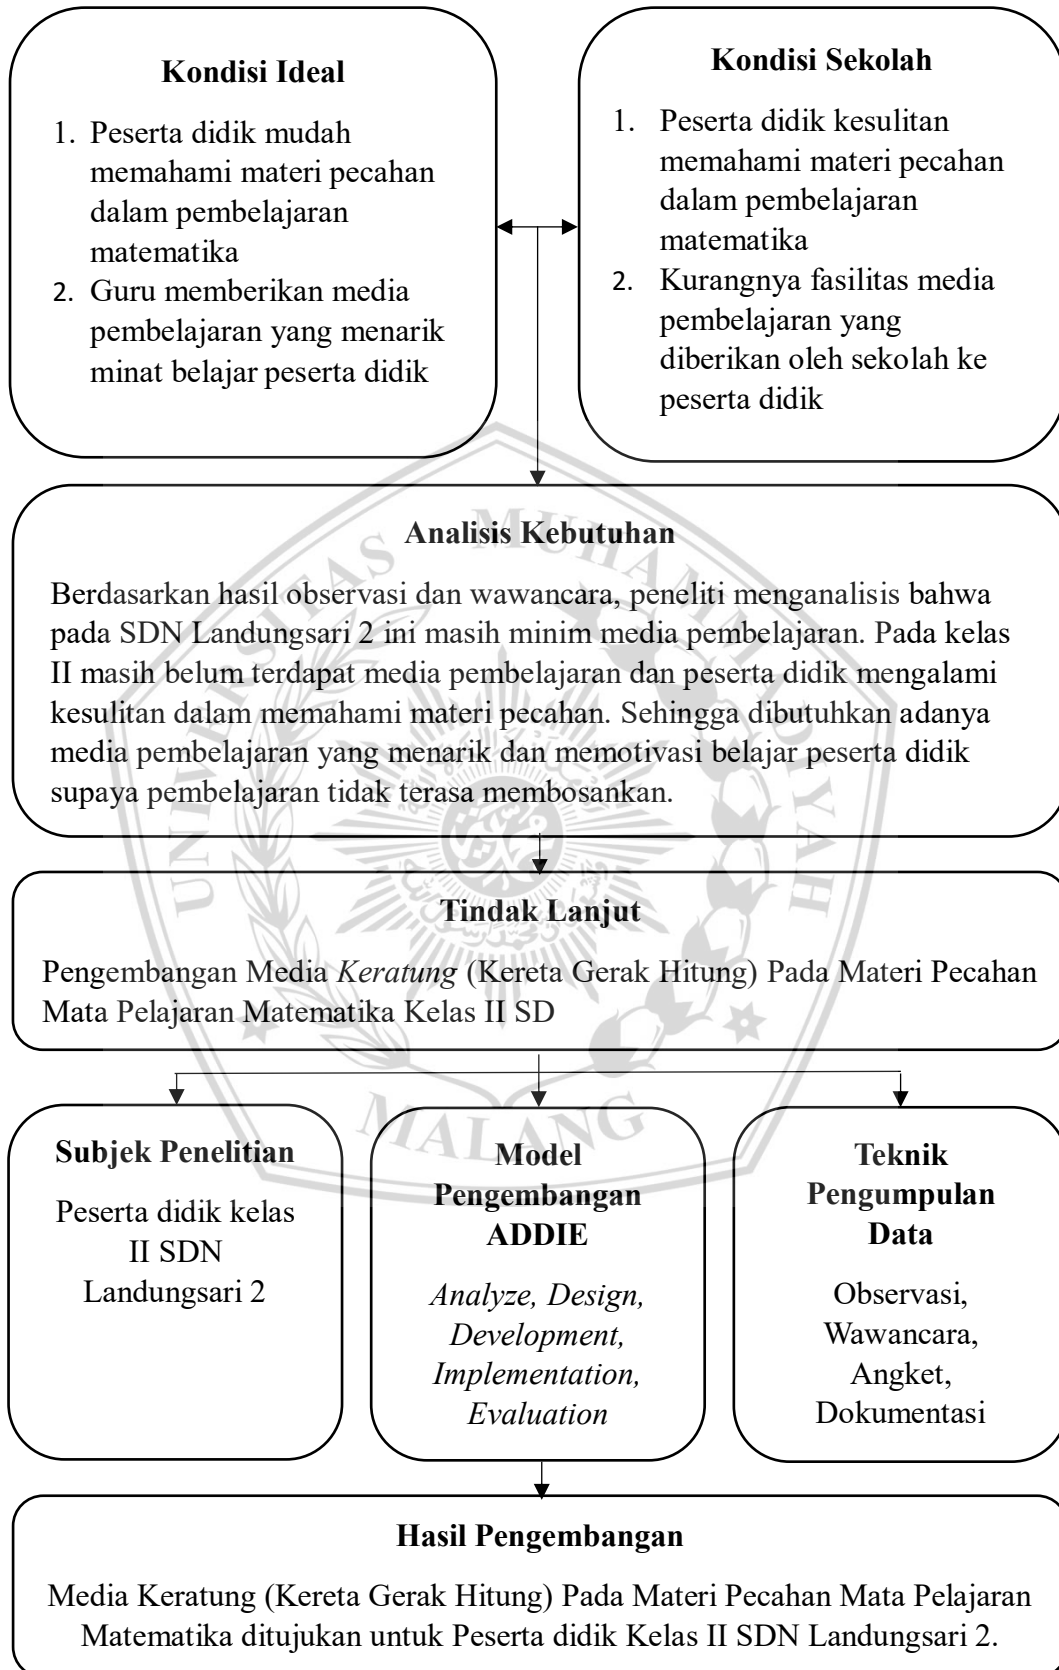 Kondisi Ideal
1. Peserta didik mudah
memahami materi pecahan
dalam pembelajaran
matematika
2. Guru memberikan media
pembelajaran yang menarik
minat belajar peserta didik
Kondisi Sekolah
1. Peserta didik kesulitan
memahami materi pecahan
dalam pembelajaran
matematika
2. Kurangnya fasilitas media
pembelajaran yang
diberikan oleh sekolah ke
peserta didik
Analisis Kebutuhan
Berdasarkan hasil observasi dan wawancara, peneliti menganalisis bahwa
pada SDN Landungsari 2 ini masih minim media pembelajaran. Pada kelas
II masih belum terdapat media pembelajaran dan peserta didik mengalami
kesulitan dalam memahami materi pecahan. Sehingga dibutuhkan adanya
media pembelajaran yang menarik dan memotivasi belajar peserta didik
supaya pembelajaran tidak terasa membosankan.
Tindak Lanjut
Pengembangan Media Keratung (Kereta Gerak Hitung) Pada Materi Pecahan
Mata Pelajaran Matematika Kelas II SD
Subjek Penelitian
Peserta didik kelas
II SDN
Landungsari 2
Model
Pengembangan
ADDIE
Analyze, Design,
Development,
Implementation,
Evaluation
Teknik
Pengumpulan
Data
Observasi,
Wawancara,
Angket,
Dokumentasi
Hasil Pengembangan
Media Keratung (Kereta Gerak Hitung) Pada Materi Pecahan Mata Pelajaran
Matematika ditujukan untuk Peserta didik Kelas II SDN Landungsari 2.
UNIVERSITAS MUHAMMADIYAH
MALANG